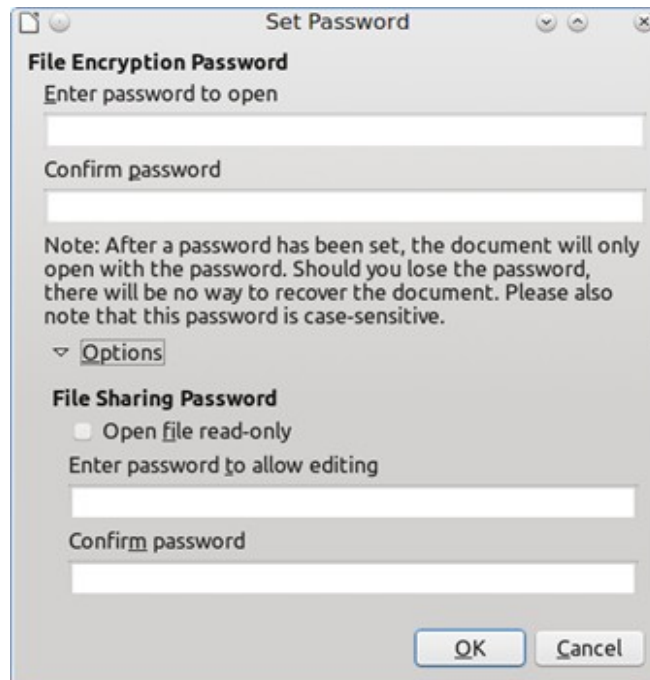 Set Password
File Encryption Password
Enter password to open
Confirm password
Note: After a password has been set, the document will only
open with the password. Should you lose the password,
there will be no way to recover the document. Please also
note that this password is case-sensitive.
Options
File Sharing Password
Open file read-only
Enter password to allow editing
Confirm password
OK Cancel